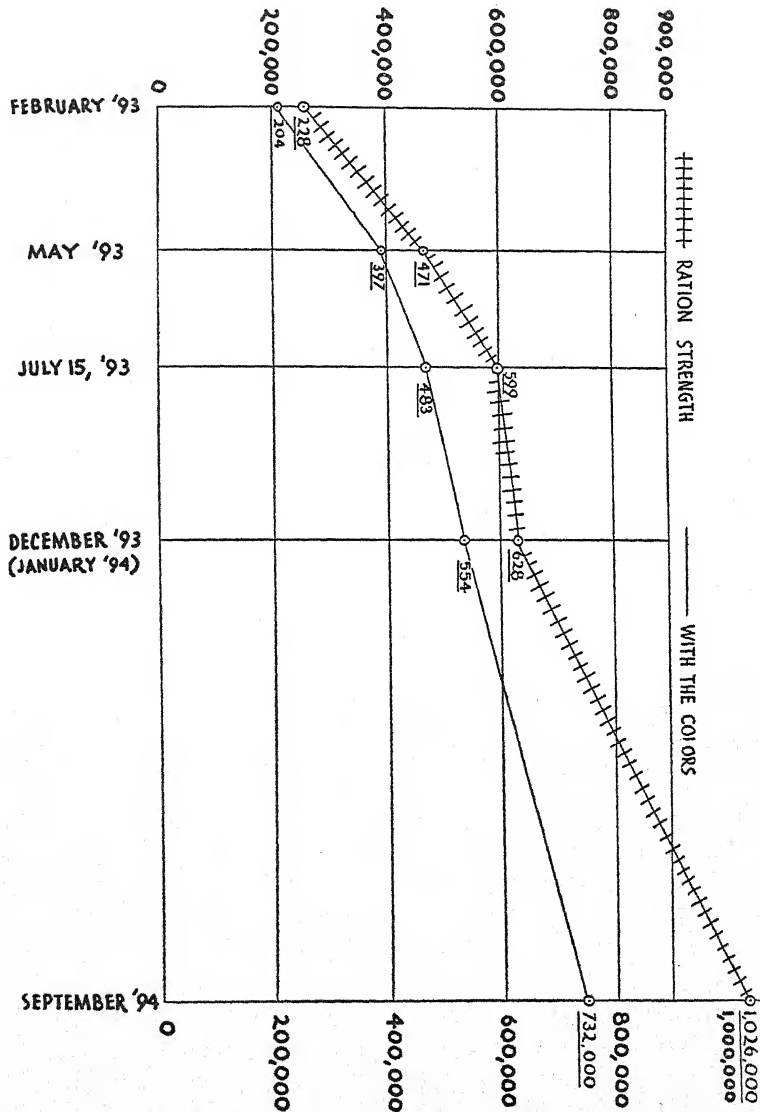 0
200,000
400,000
600,000
800,000
900,000
FEBRUARY '93
204
228
MAY '93
397
471
JULY 15, '93
483
599
DECEMBER '93
(JANUARY '94)
554
628
SEPTEMBER '94
732,000
1,026,000
1,000,000
0
200,000
400,000
600,000
800,000
RATION STRENGTH
WITH THE COLORS